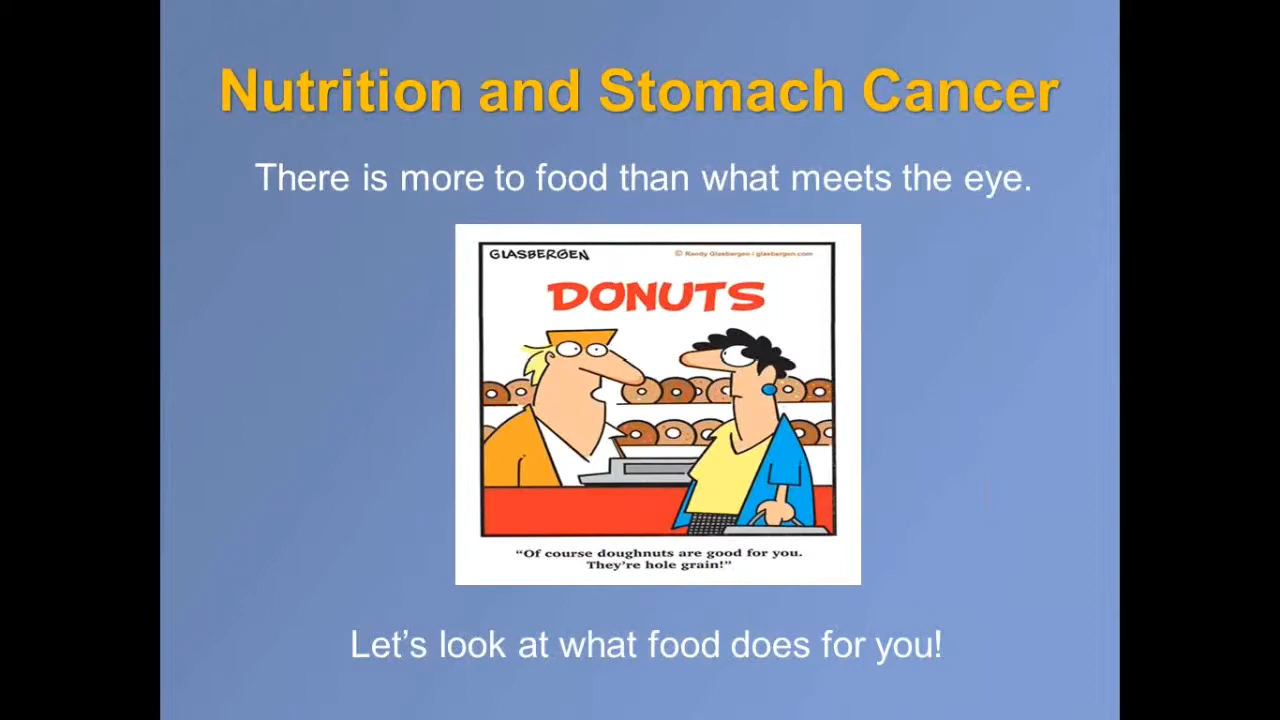 Nutrition and Stomach Cancer
There is more to food than what meets the eye.
GLASBERGEN
© Randy Glasbergen / glasbergen.com
DONUTS
“Of course doughnuts are good for you.
They’re hole grain!”
Let’s look at what food does for you!